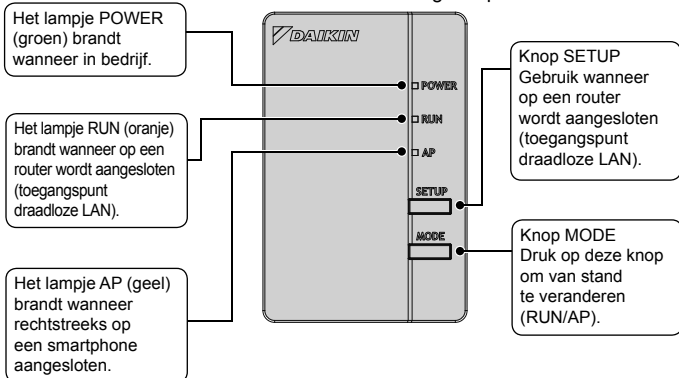 Het lampje POWER
(groen) brandt
wanneer in bedrijf.
Het lampje RUN (oranje)
brandt wanneer op een
router wordt aangesloten
(toegangspunt
draadloze LAN).
Het lampje AP (geel)
brandt wanneer
rechtstreeks op
een smartphone
aangesloten.
DAIKIN
POWER
RUN
AP
SETUP
MODE
Knop SETUP
Gebruik wanneer
op een router
wordt aangesloten
(toegangspunt
draadloze LAN).
Knop MODE
Druk op deze knop
om van stand
te veranderen
(RUN/AP).